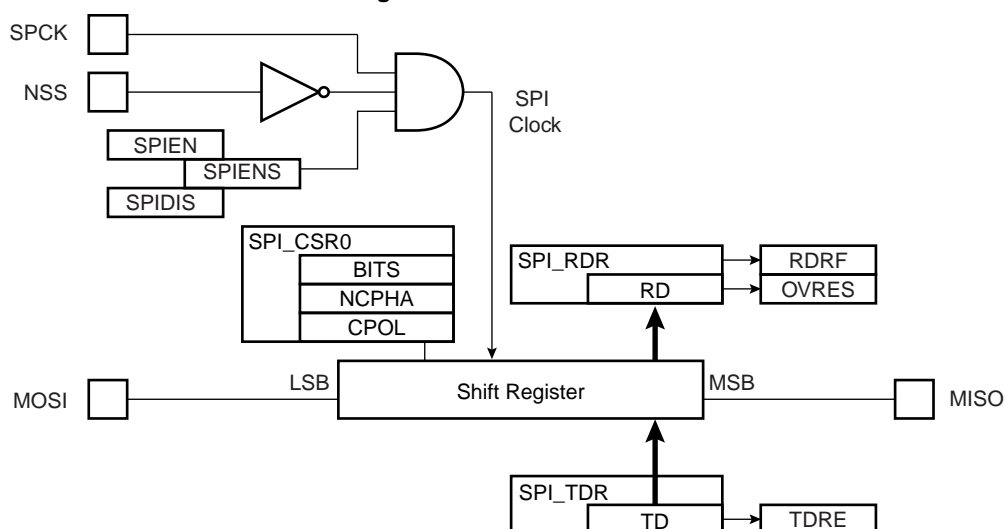 SPCK
NSS
SPI
Clock
SPIEN
SPIENS
SPIDIS
SPI_CSR0
BITS
NCPHA
CPOL
SPI_RDR
RD
RDRF
OVRES
LSB
Shift Register
MSB
MOSI
MISO
SPI_TDR
TD
TDRE